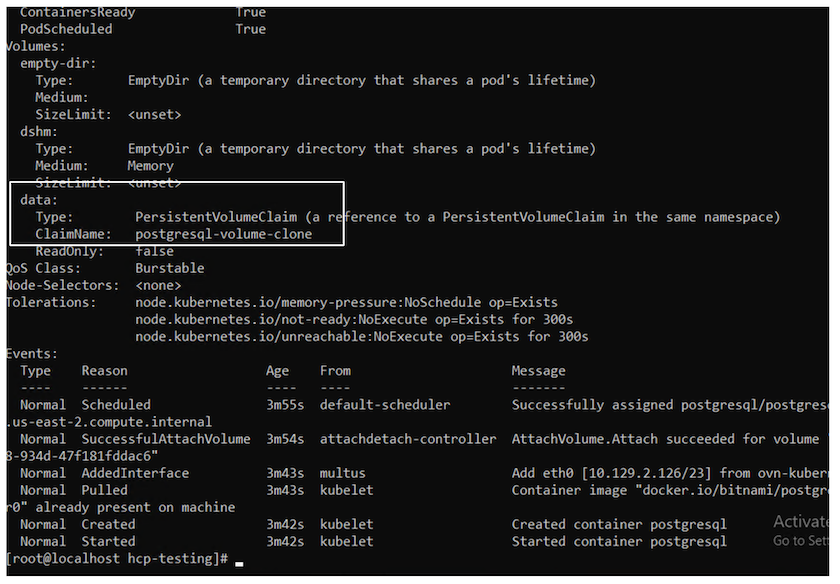 ContainersReady             True
PodScheduled                True
Volumes:
empty-dir:
Type:       EmptyDir (a temporary directory that shares a pod's lifetime)
Medium:
SizeLimit:  <unset>
dshm:
Type:       EmptyDir (a temporary directory that shares a pod's lifetime)
Medium:     Memory
SizeLimit:  <unset>
data:
Type:        PersistentVolumeClaim (a reference to a PersistentVolumeClaim in the same namespace)
ClaimName:   postgresql-volume-clone
ReadOnly:    false
QoS Class:       Burstable
Node-Selectors:  <none>
Tolerations:     node.kubernetes.io/memory-pressure:NoSchedule op=Exists
node.kubernetes.io/not-ready:NoExecute op=Exists for 300s
node.kubernetes.io/unreachable:NoExecute op=Exists for 300s
Events:
Type    Reason                  Age    From                     Message
----    ------                  ----   ----                     -------
Normal  Scheduled               3m55s  default-scheduler        Successfully assigned postgresql/postgres
.us-east-2.compute.internal
Normal  SuccessfulAttachVolume  3m54s  attachdetach-controller  AttachVolume.Attach succeeded for volume "
8-934d-47f181fddac6"
Normal  AddedInterface          3m43s  multus                   Add eth0 [10.129.2.126/23] from ovn-kuber
Normal  Pulled                  3m43s  kubelet                  Container image "docker.io/bitnami/postgr
r0" already present on machine
Normal  Created                 3m42s  kubelet                  Created container postgresql
Normal  Started                 3m42s  kubelet                  Started container postgresql
[root@localhost hcp-testing]#
Activate
Go to Sett